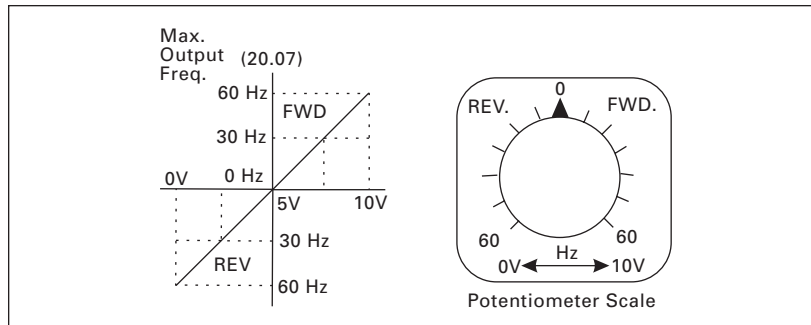 Max.
Output (20.07)
Freq.
60 Hz
FWD
30 Hz
0V 0 Hz
5V 10V
30 Hz
REV
60 Hz
0
REV. FWD.
60 60
Hz
0V 10V
Potentiometer Scale